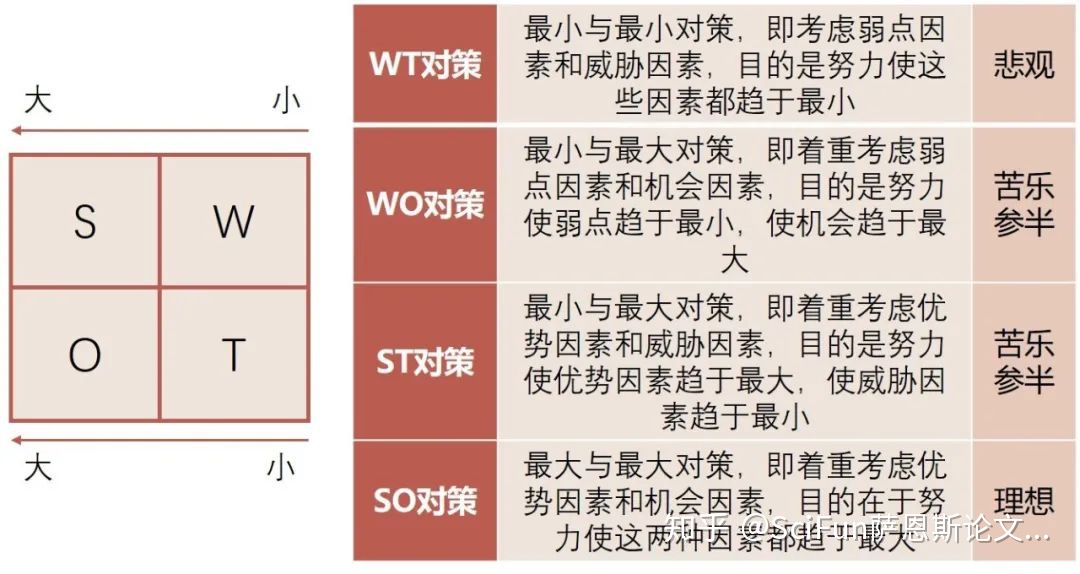 大 小
S W
O T
大 小
WT对策
最小与最小对策，即考虑弱点因
素和威胁因素，目的是努力使这
些因素都趋于最小
悲观
WO对策
最小与最大对策，即着重考虑弱
点因素和机会因素，目的是努力
使弱点趋于最小，使机会趋于最
大
苦乐
参半
ST对策
最小与最大对策，即着重考虑优
势因素和威胁因素，目的是努力
使优势因素趋于最大，使威胁因
素趋于最小
苦乐
参半
SO对策
最大与最大对策，即着重考虑优
势因素和机会因素，目的在于努
力使这两种因素都趋于最大
理想
知乎 @SciFun萨恩斯论文...